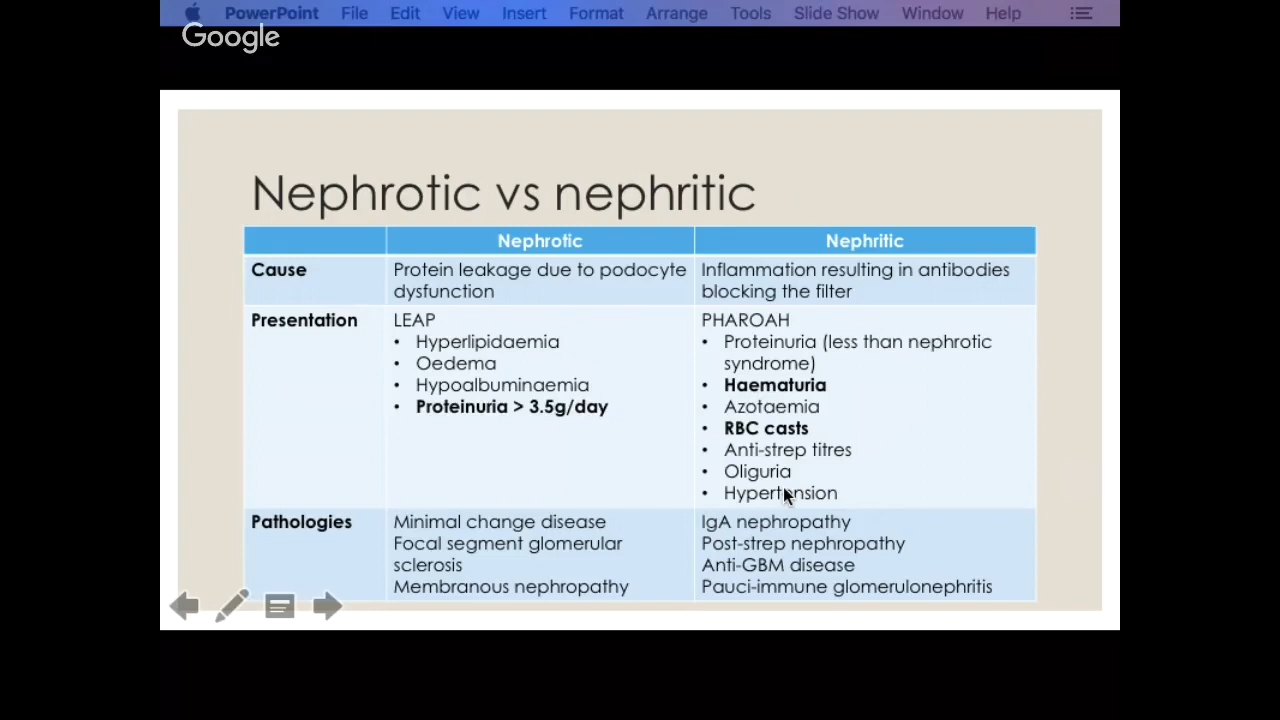 PowerPoint File Edit View Insert Format Arrange Tools Slide Show Window Help
Google
Nephrotic vs nephritic
Nephrotic
Nephritic
Cause
Protein leakage due to podocyte
dysfunction
Inflammation resulting in antibodies
blocking the filter
Presentation
LEAP
• Hyperlipidaemia
• Oedema
• Hypoalbuminaemia
• Proteinuria > 3.5g/day
PHAROAH
• Proteinuria (less than nephrotic
syndrome)
• Haematuria
• Azotaemia
• RBC casts
• Anti-strep titres
• Oliguria
• Hypertension
Pathologies
Minimal change disease
Focal segment glomerular
sclerosis
Membranous nephropathy
IgA nephropathy
Post-strep nephropathy
Anti-GBM disease
Pauci-immune glomerulonephritis